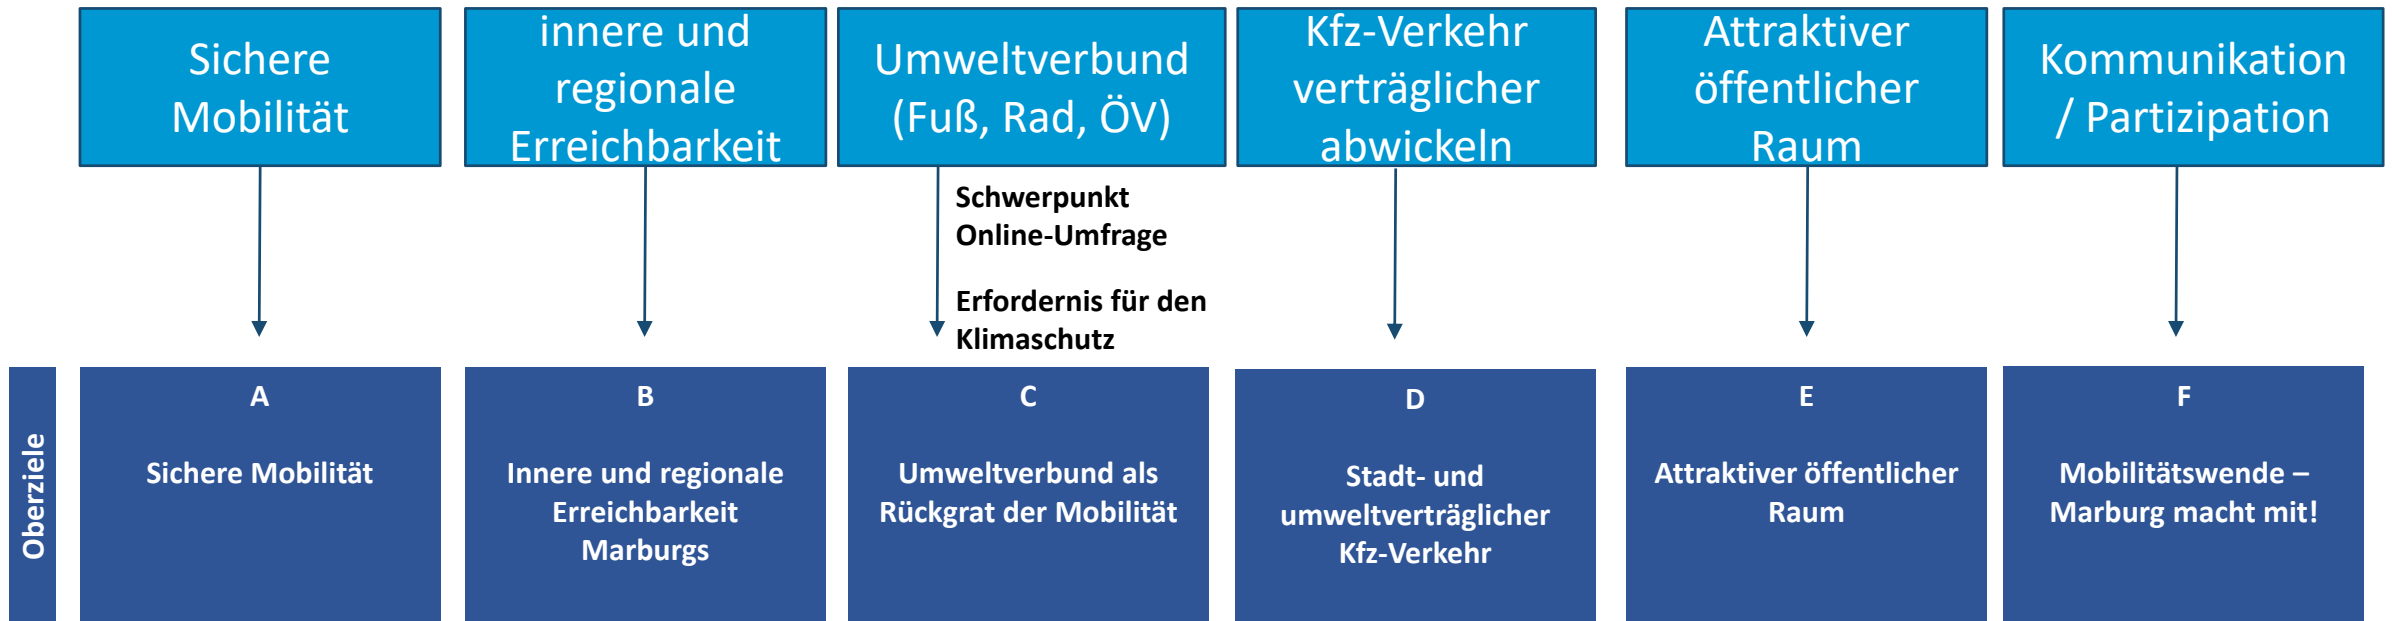 Sichere
Mobilität
innere und
regionale
Erreichbarkeit
Umweltverbund
(Fuß, Rad, ÖV)
Kfz-Verkehr
verträglicher
abwickeln
Attraktiver
öffentlicher
Raum
Kommunikation
/ Partizipation
Schwerpunkt
Online-Umfrage
Erfordernis für den
Klimaschutz
Oberziele
A
Sichere Mobilität
B
Innere und regionale
Erreichbarkeit
Marburgs
C
Umweltverbund als
Rückgrat der Mobilität
D
Stadt- und
umweltverträglicher
Kfz-Verkehr
E
Attraktiver öffentlicher
Raum
F
Mobilitätswende –
Marburg macht mit!